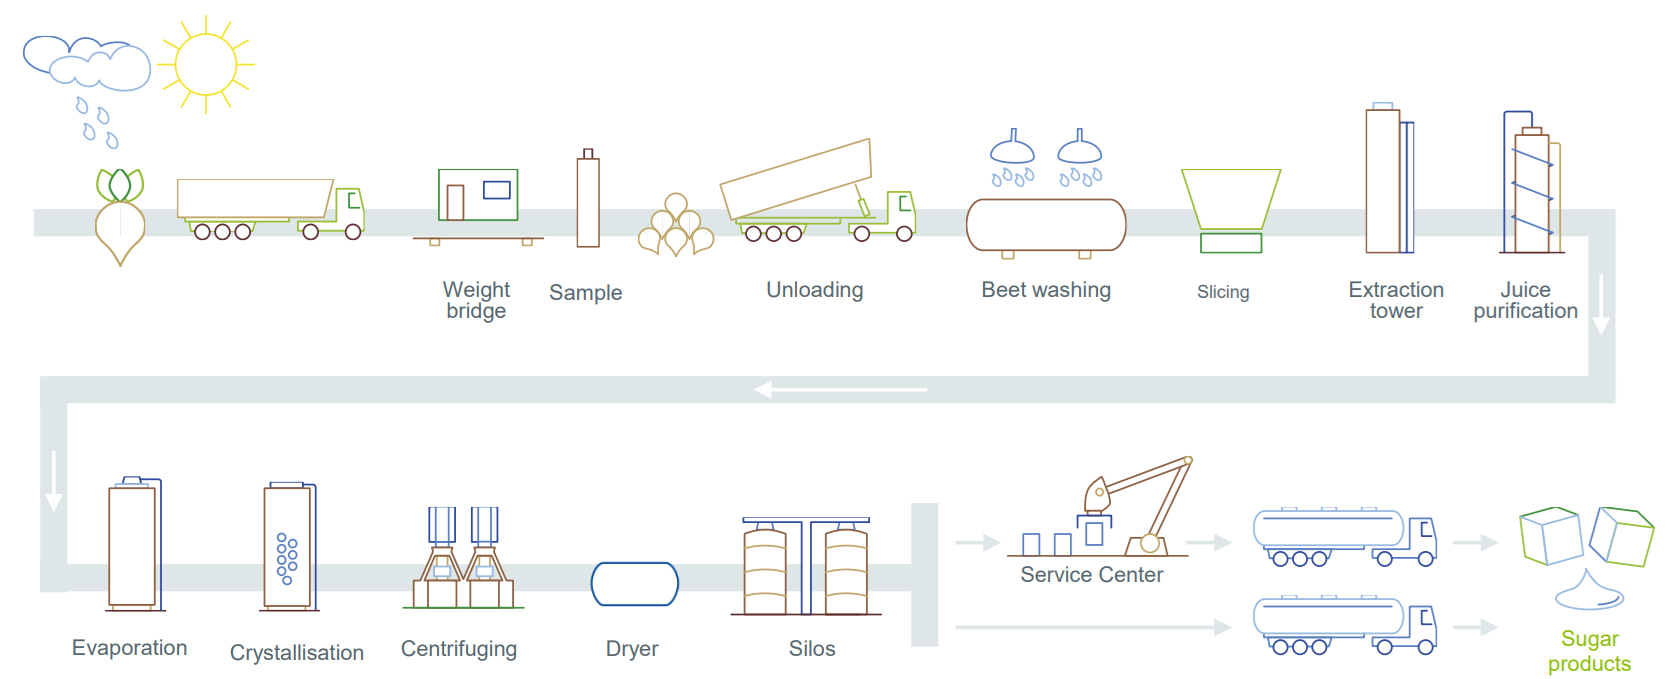 Weight
bridge
Sample
Unloading
Beet washing
Slicing
Extraction
tower
Juice
purification
Service Center
Evaporation
Crystallisation
Centrifuging
Dryer
Silos
Sugar
products